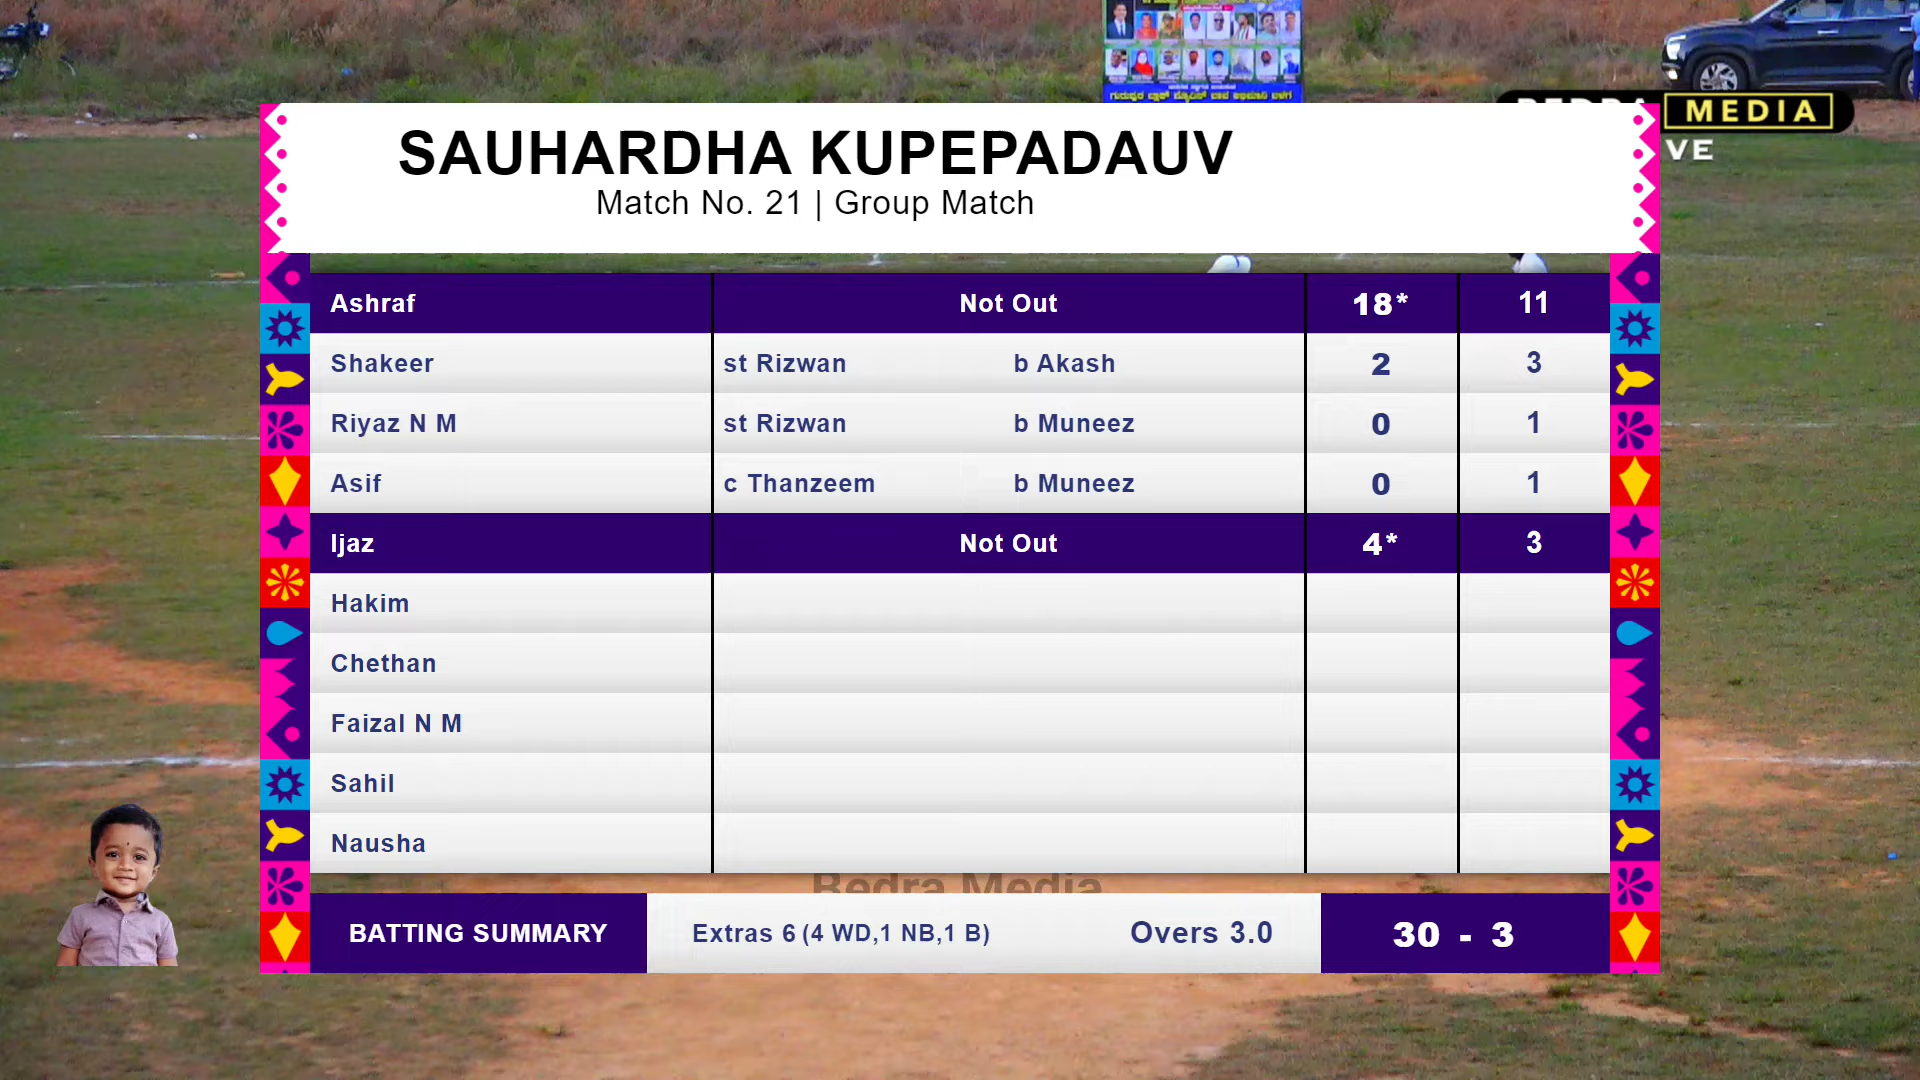 ಗುರುಪುರ ಬ್ಲಾಕ್
MEDIA
VE
SAUHARDHA KUPEPADAUV
Match No. 21 | Group Match
Ashraf Not Out 18* 11
Shakeer st Rizwan b Akash 2 3
Riyaz N M st Rizwan b Muneez 0 1
Asif c Thanzeem b Muneez 0 1
Ijaz Not Out 4* 3
Hakim
Chethan
Faizal N M
Sahil
Nausha
Bedra Media
BATTING SUMMARY Extras 6 (4 WD,1 NB,1 B) Overs 3.0 30 - 3